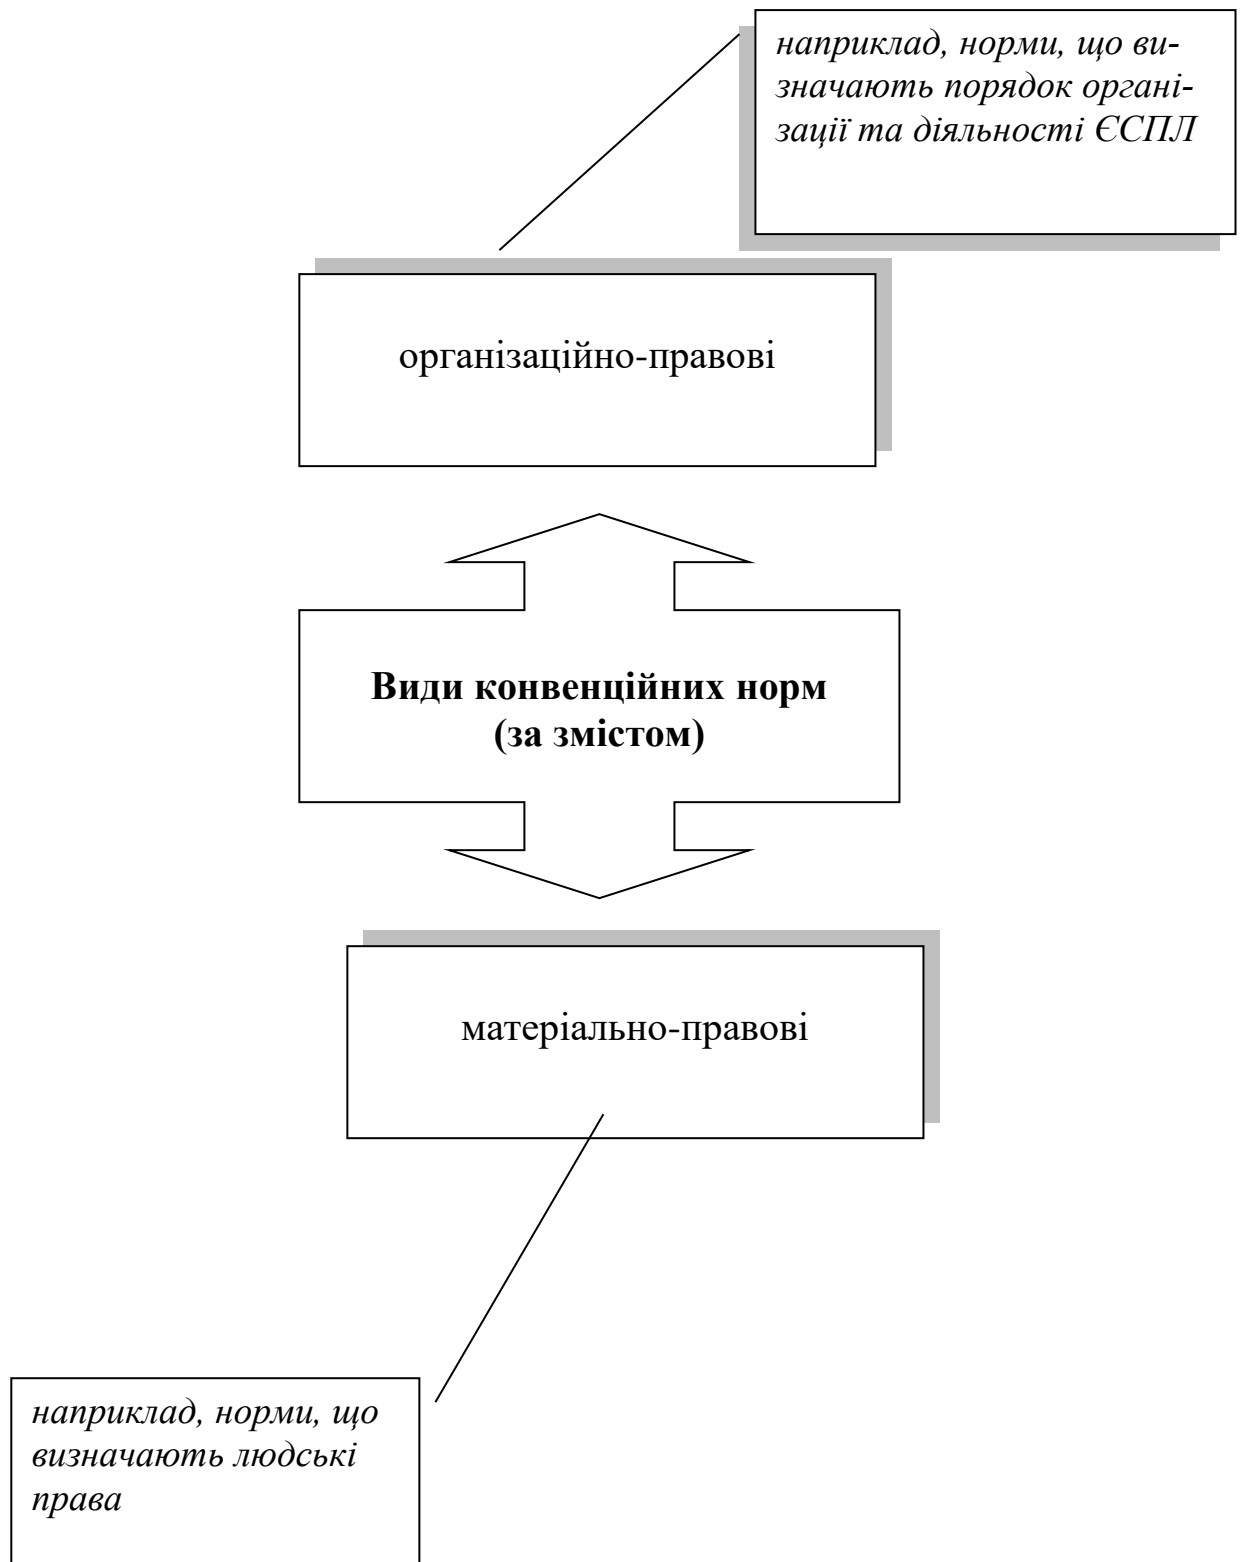 наприклад, норми, що ви-
значають порядок органі-
зації та діяльності ЄСПЛ
організаційно-правові
Види конвенційних норм
(за змістом)
матеріально-правові
наприклад, норми, що
визначають людські
права